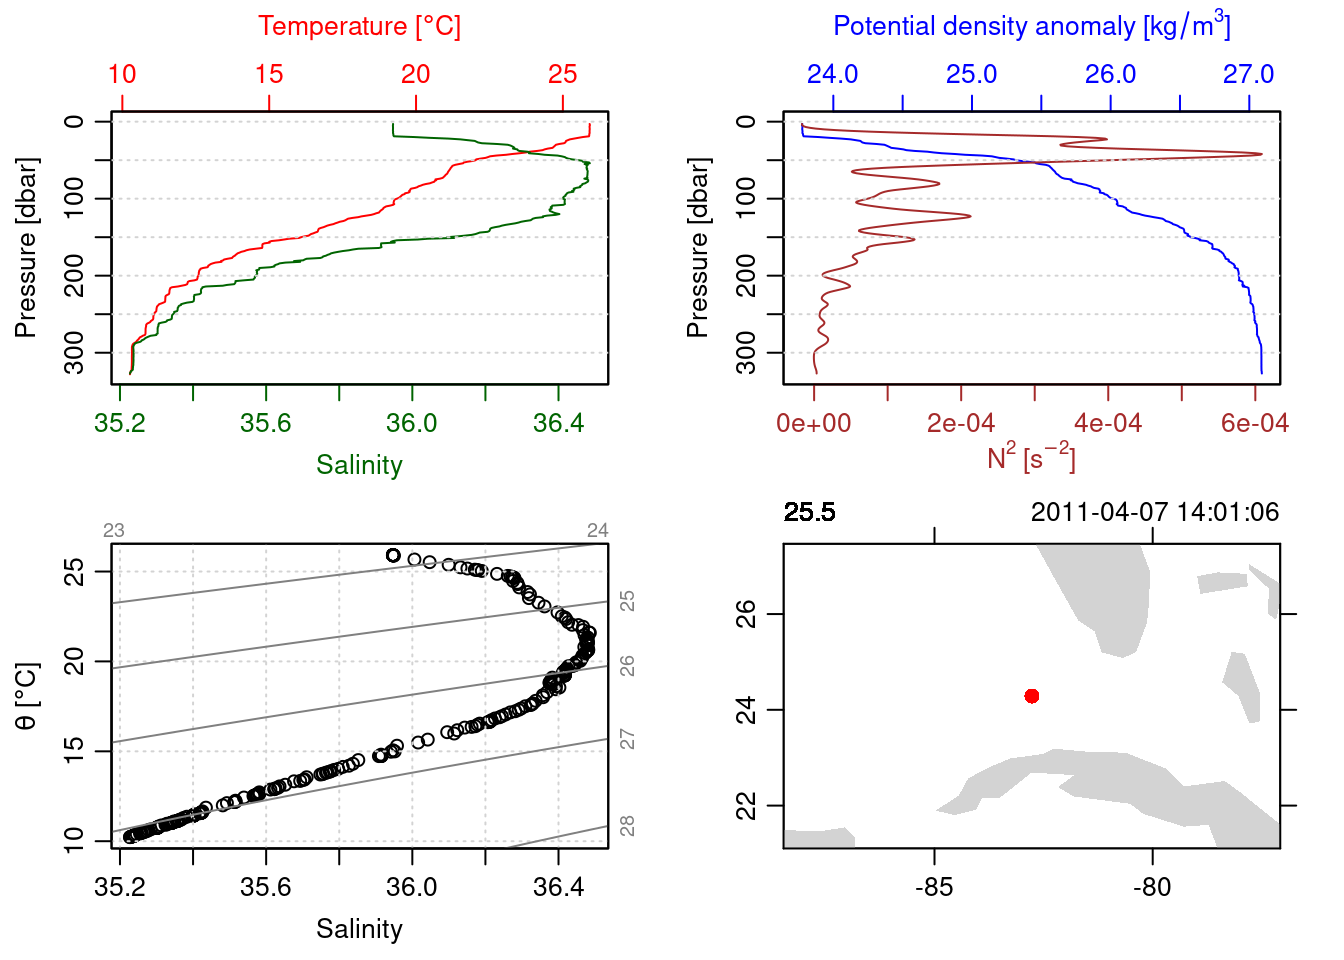 Temperature [°C]
10 15 20 25
0
100
200
300
Pressure [dbar]
35.2 35.6 36.0 36.4
Salinity
Potential density anomaly [kg/m³]
24.0 25.0 26.0 27.0
0
100
200
300
Pressure [dbar]
0e+00 2e-04 4e-04 6e-04
N² [s⁻²]
23 24
25
26
27
28
25
20
15
10
θ [°C]
35.2 35.6 36.0 36.4
Salinity
25.5 2011-04-07 14:01:06
26
24
22
-85 -80